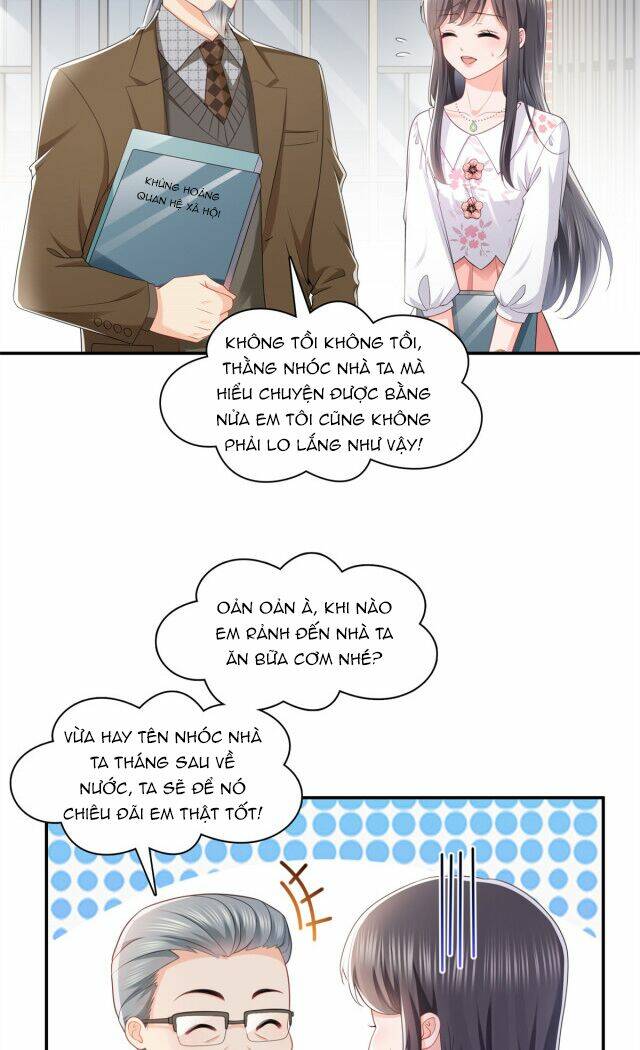 KHỦNG HOẢNG
QUAN HỆ XÃ HỘI
KHÔNG TỒI KHÔNG TỒI,
THẰNG NHÓC NHÀ TA MÀ
HIỂU CHUYỆN ĐƯỢC BẰNG
NỬA EM TÔI CŨNG KHÔNG
PHẢI LO LẮNG NHƯ VẬY!
OẢN OẢN À, KHI NÀO
EM RẢNH ĐẾN NHÀ TA
ĂN BỮA CƠM NHÉ?
VỪA HAY TÊN NHÓC NHÀ
TA THÁNG SAU VỀ
NƯỚC, TA SẼ ĐỂ NÓ
CHIÊU ĐÃI EM THẬT TỐT!